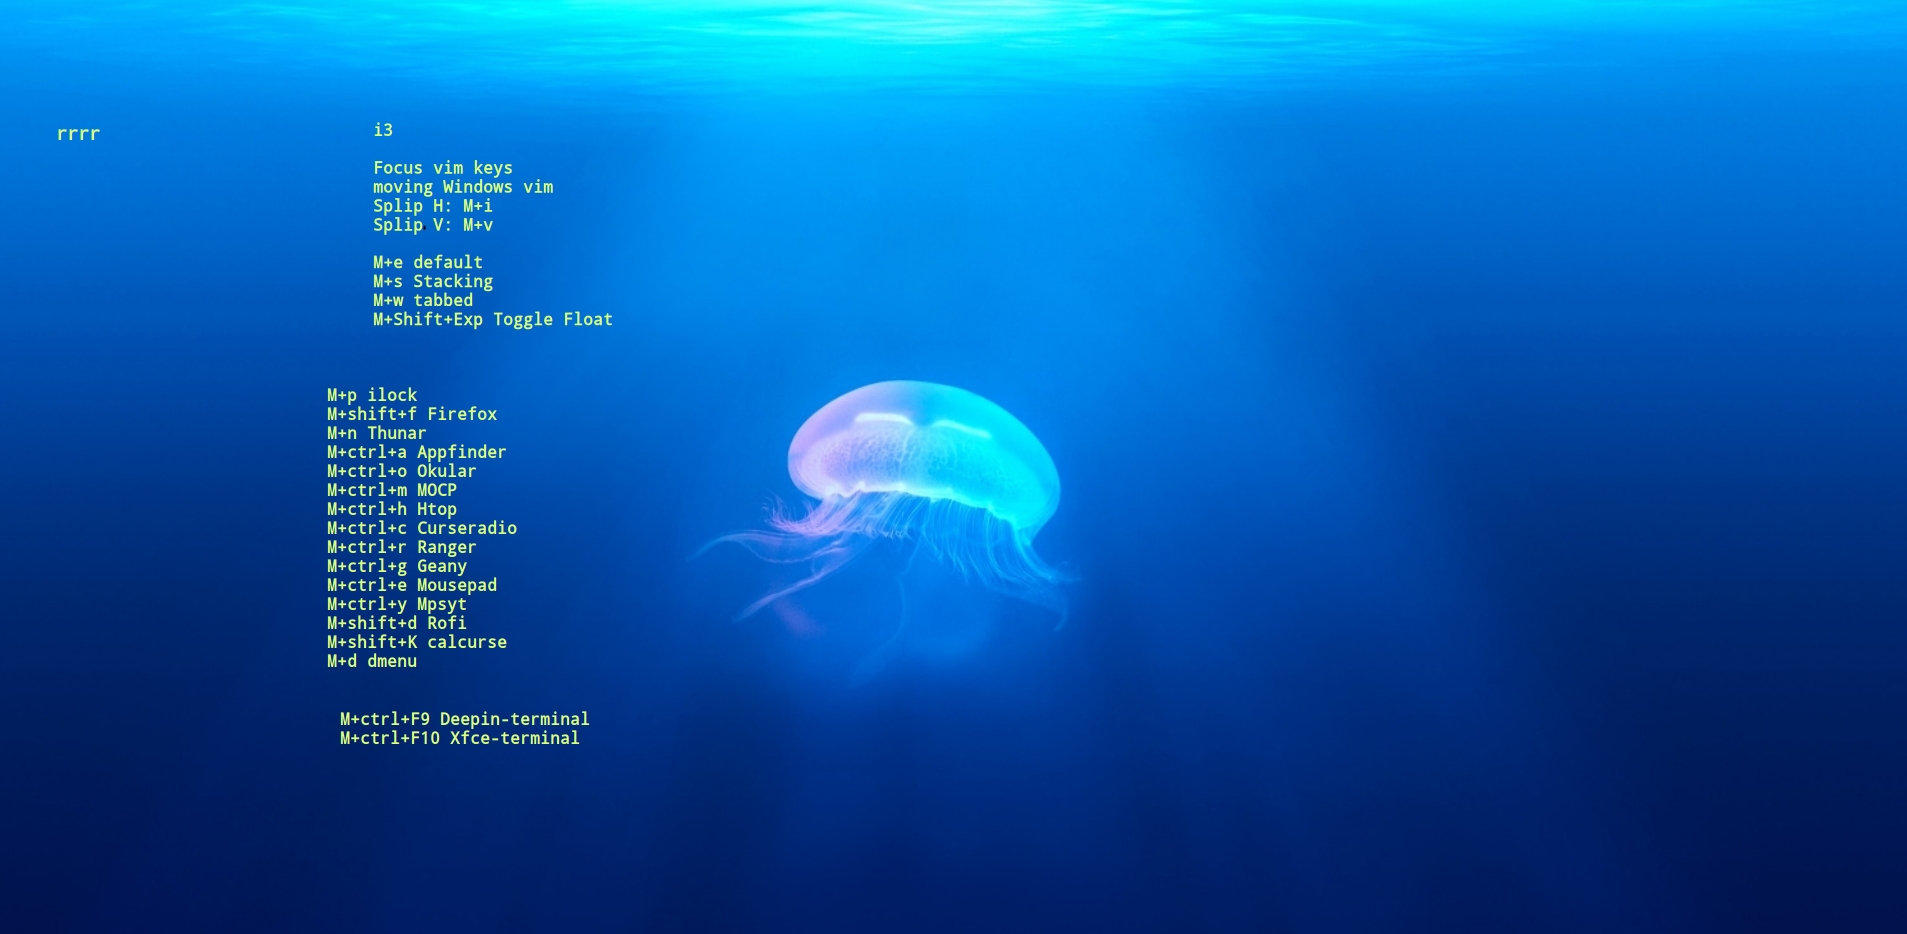 rrrr
i3
Focus vim keys
moving Windows vim
Splip H: M+i
Splip V: M+v
M+e default
M+s Stacking
M+w tabbed
M+Shift+Exp Toggle Float
M+p ilock
M+shift+f Firefox
M+n Thunar
M+ctrl+a Appfinder
M+ctrl+o Okular
M+ctrl+m MOCP
M+ctrl+h Htop
M+ctrl+c Curseradio
M+ctrl+r Ranger
M+ctrl+g Geany
M+ctrl+e Mousepad
M+ctrl+y Mpsyt
M+shift+d Rofi
M+shift+K calcurse
M+d dmenu
M+ctrl+F9 Deepin-terminal
M+ctrl+F10 Xfce-terminal